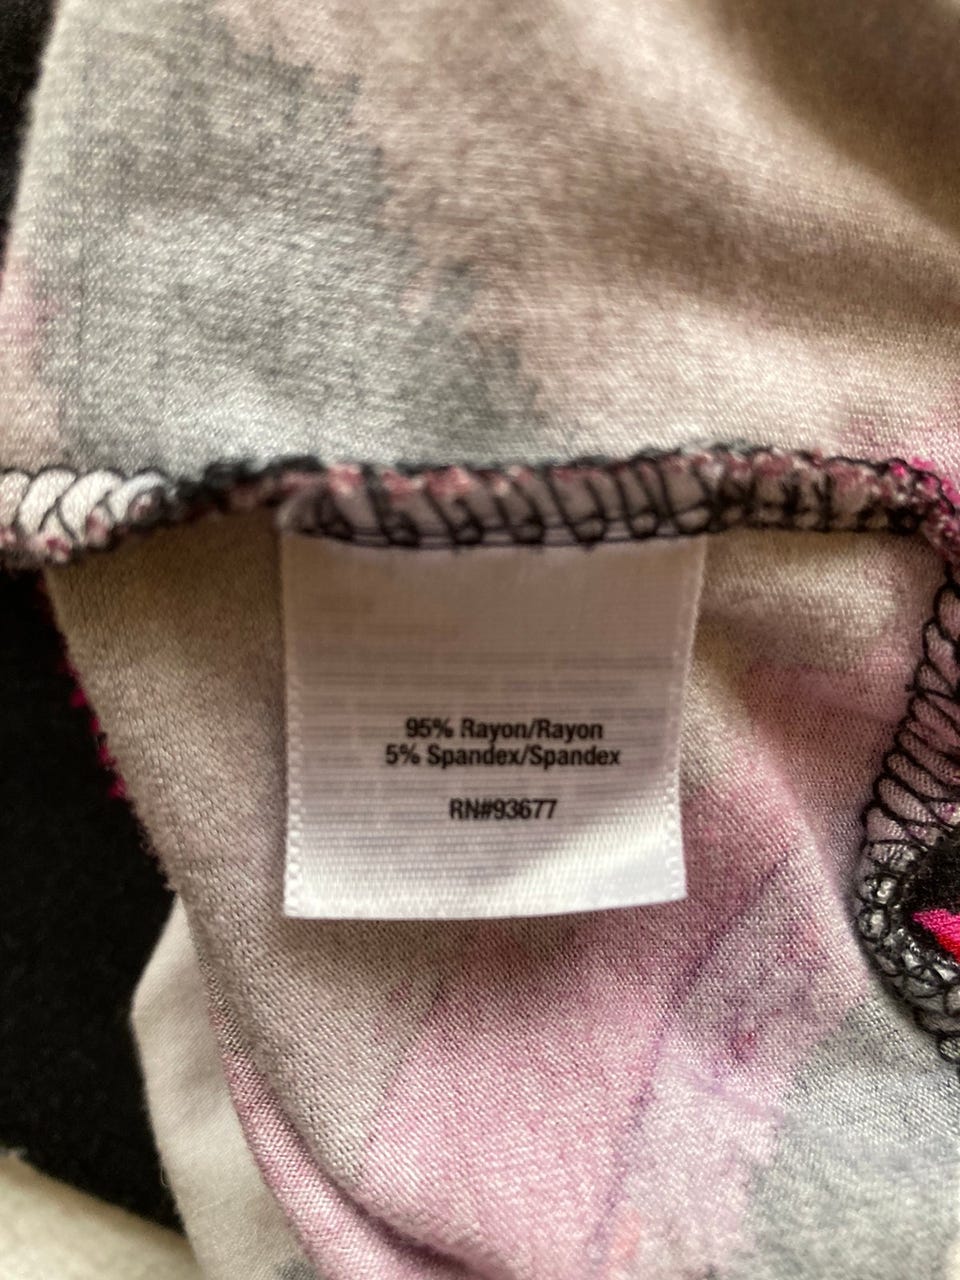 95% Rayon/Rayon
5% Spandex/Spandex
RN#93677